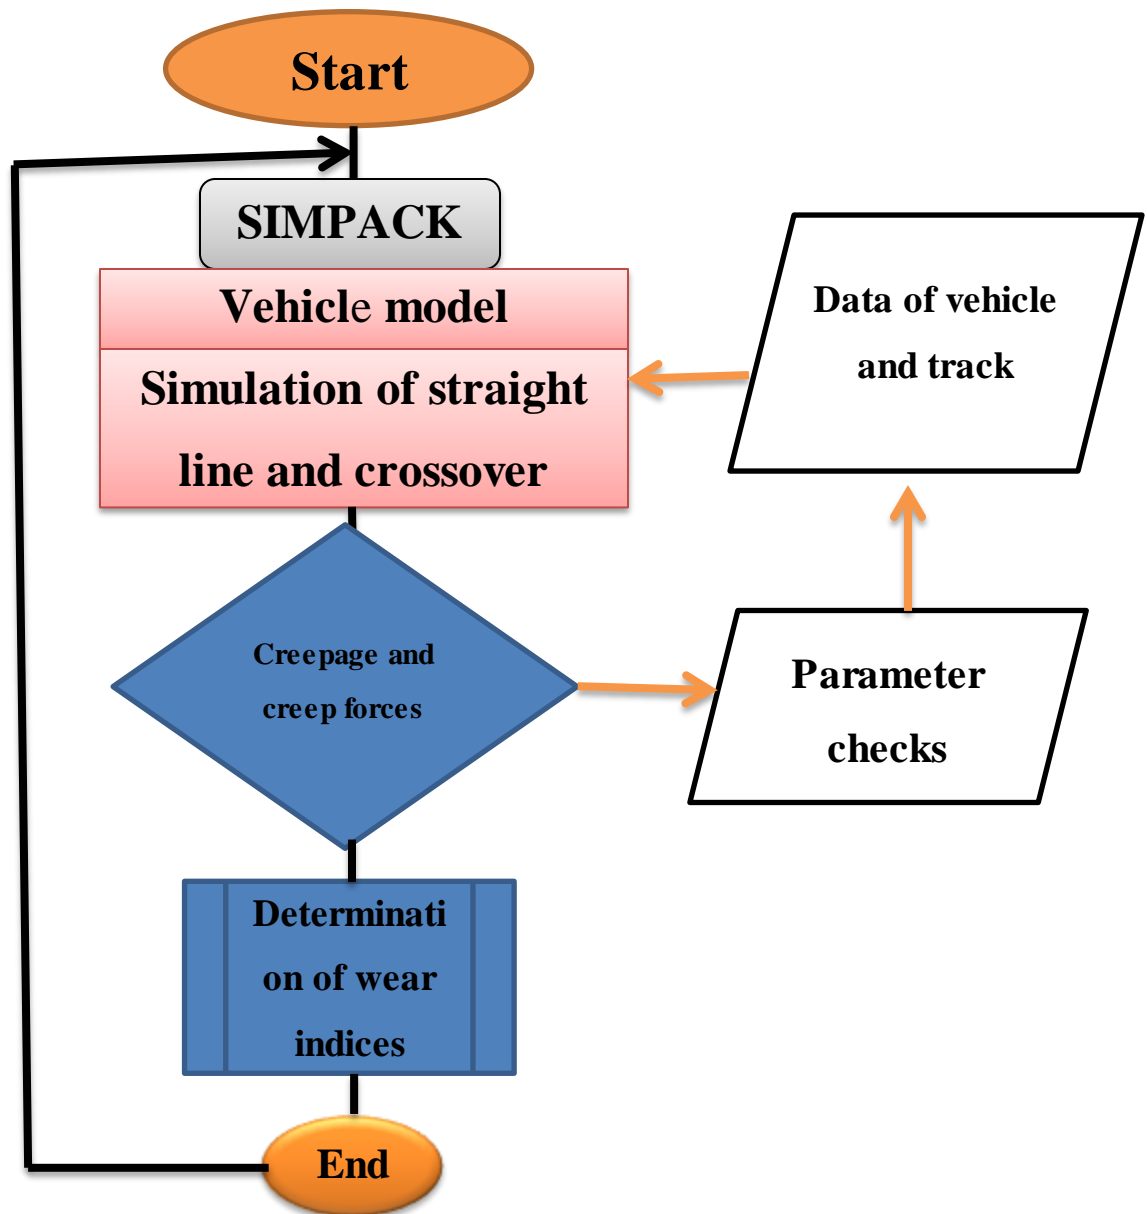 Start
SIMPACK
Vehicle model
Simulation of straight
line and crossover
Data of vehicle
and track
Creepage and
creep forces
Parameter
checks
Determinati
on of wear
indices
End